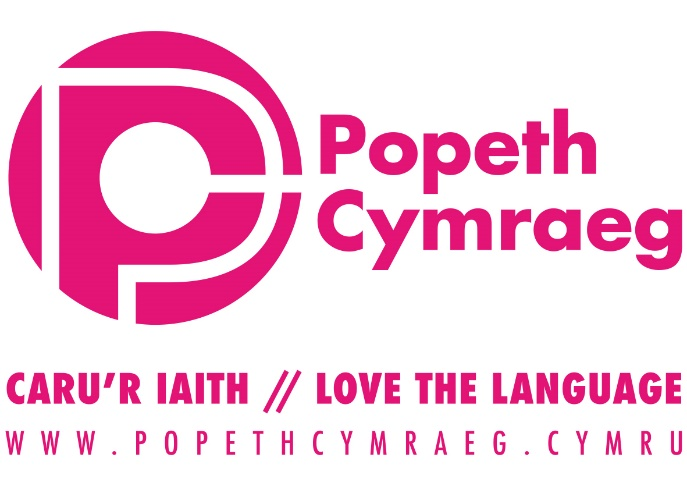 Popeth
Cymraeg
CARU'R IAITH // LOVE THE LANGUAGE
WWW.POPETHCYMRAEG.CYMRU